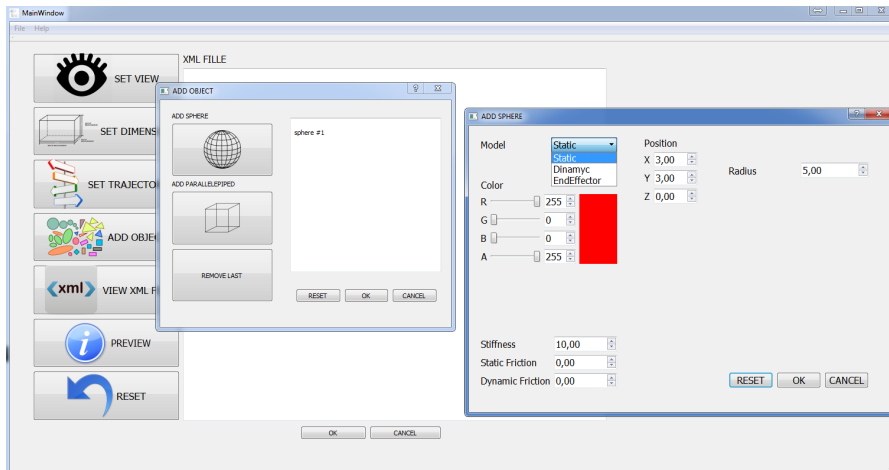 MainWindow
File Help
XML FILLE
SET VIEW
SET DIMENS
SET TRAJECTO
ADD OBJE
xml
VIEW XML F
i
PREVIEW
RESET
OK CANCEL
ADD OBJECT
ADD SPHERE
sphere #1
ADD PARALLELEPIPED
REMOVE LAST
RESET OK CANCEL
ADD SPHERE
Model Static
Static
Dinamyc
EndEffector
Position
X 3,00
Y 3,00
Z 0,00
Radius 5,00
Color
R 255
G 0
B 0
A 255
Stiffness 10,00
Static Friction 0,00
Dynamic Friction 0,00
RESET OK CANCEL